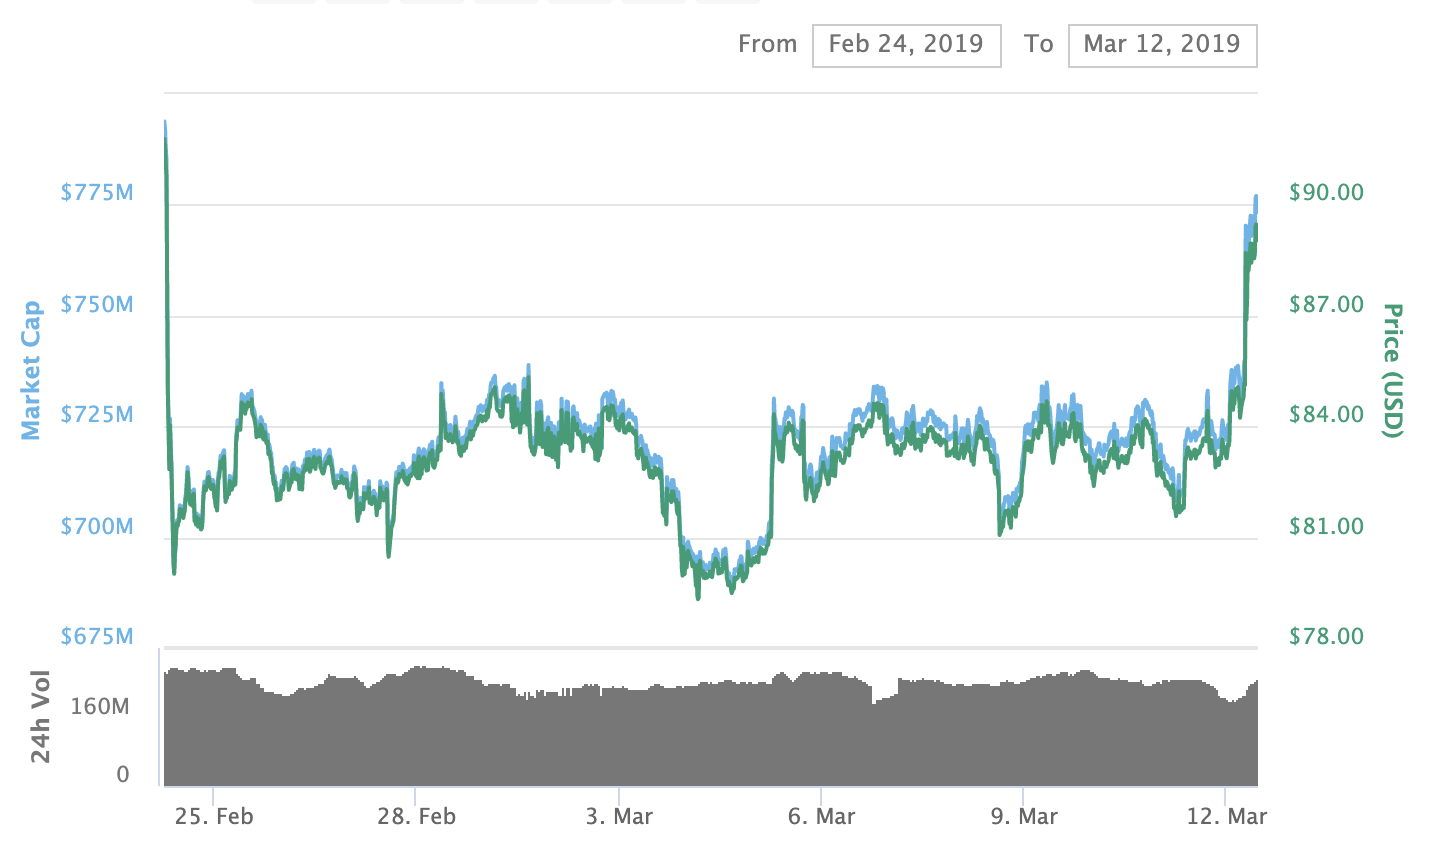 From Feb 24, 2019 To Mar 12, 2019
$775M $90.00
$750M $87.00
Market Cap
Price (USD)
$725M $84.00
$700M $81.00
$675M $78.00
24h Vol
160M
0
25. Feb 28. Feb 3. Mar 6. Mar 9. Mar 12. Mar